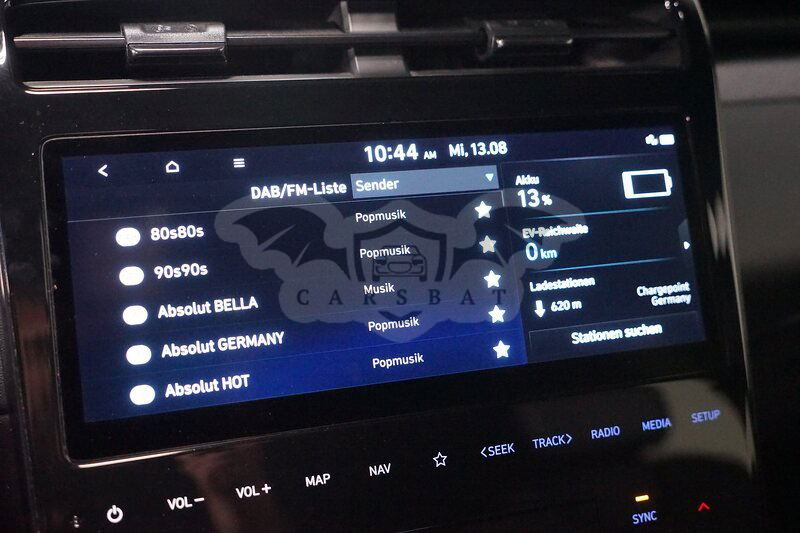 10:44 AM Mi, 13.08
DAB/FM-Liste Sender
80s80s Popmusik
90s90s Popmusik
Absolut BELLA Musik
Absolut GERMANY Popmusik
Absolut HOT Popmusik
Akku
13%
EV-Reichweite
0 km
Ladestationen
620 m
Chargepoint
Germany
Stationen suchen
CARSBAT
VOL− VOL+ MAP NAV <SEEK TRACK> RADIO MEDIA SETUP
SYNC